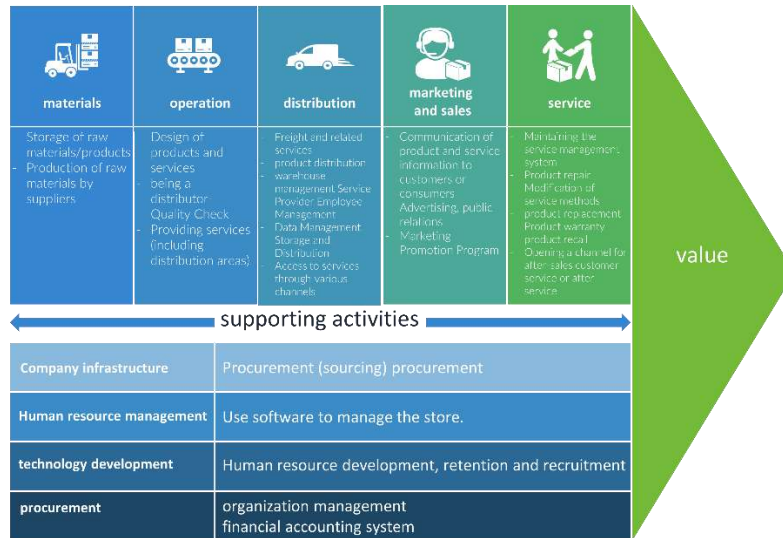 materials
operation
distribution
marketing
and sales
service
- Storage of raw
materials/products
- Production of raw
materials by
suppliers
- Design of
products and
services
- being a
distributor
Quality Check
- Providing services
(including
distribution areas)
- Freight and related
services
- product distribution
- warehouse
management Service
Provider Employee
Management
- Data Management
Storage and
Distribution
- Access to services
through various
channels
- Communication of
product and service
information to
customers or
consumers
- Advertising, public
relations
- Marketing
Promotion Program
- Maintaining the
service management
system
- Product repair
Modification of
service methods
- product replacement
Product warranty
product recall
- Opening a channel for
after-sales customer
service or after
service
value
supporting activities
Company infrastructure
Procurement (sourcing) procurement
Human resource management
Use software to manage the store.
technology development
Human resource development, retention and recruitment
procurement
organization management
financial accounting system